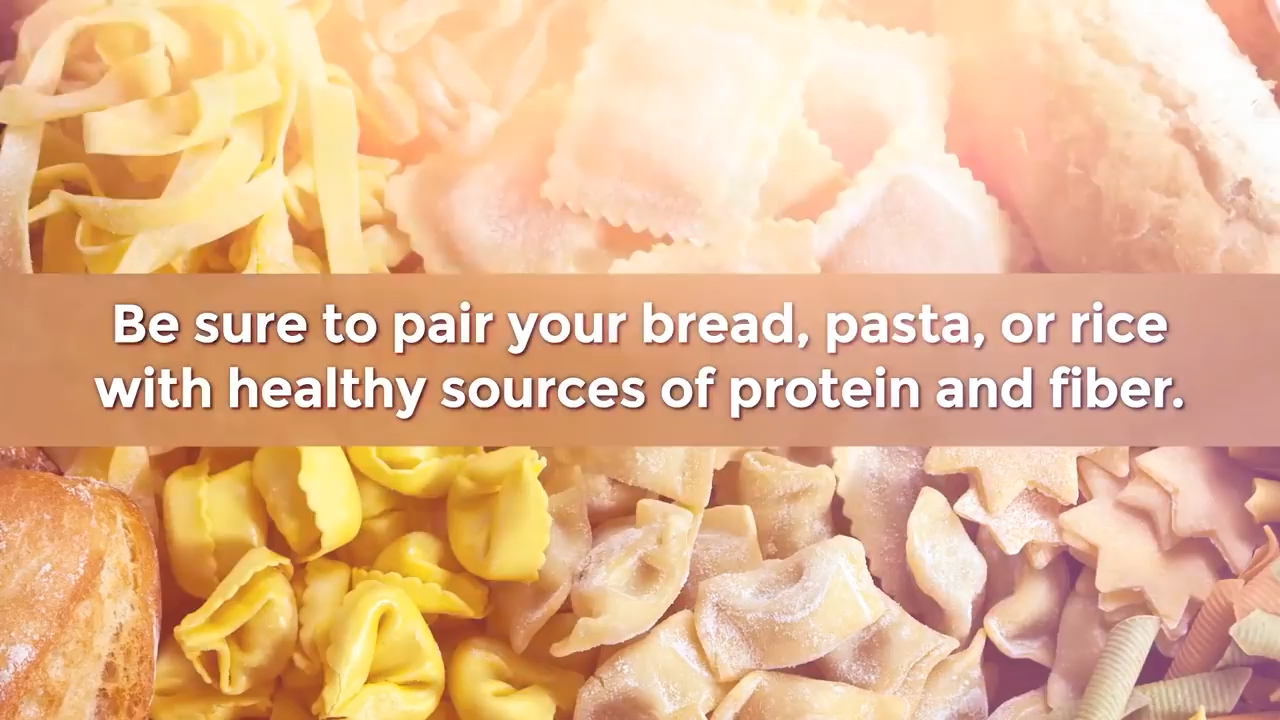 Be sure to pair your bread, pasta, or rice
with healthy sources of protein and fiber.